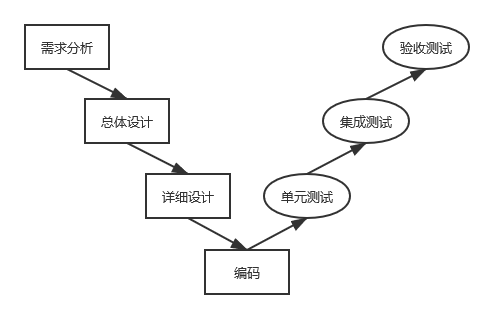 需求分析
验收测试
总体设计
集成测试
详细设计
单元测试
编码